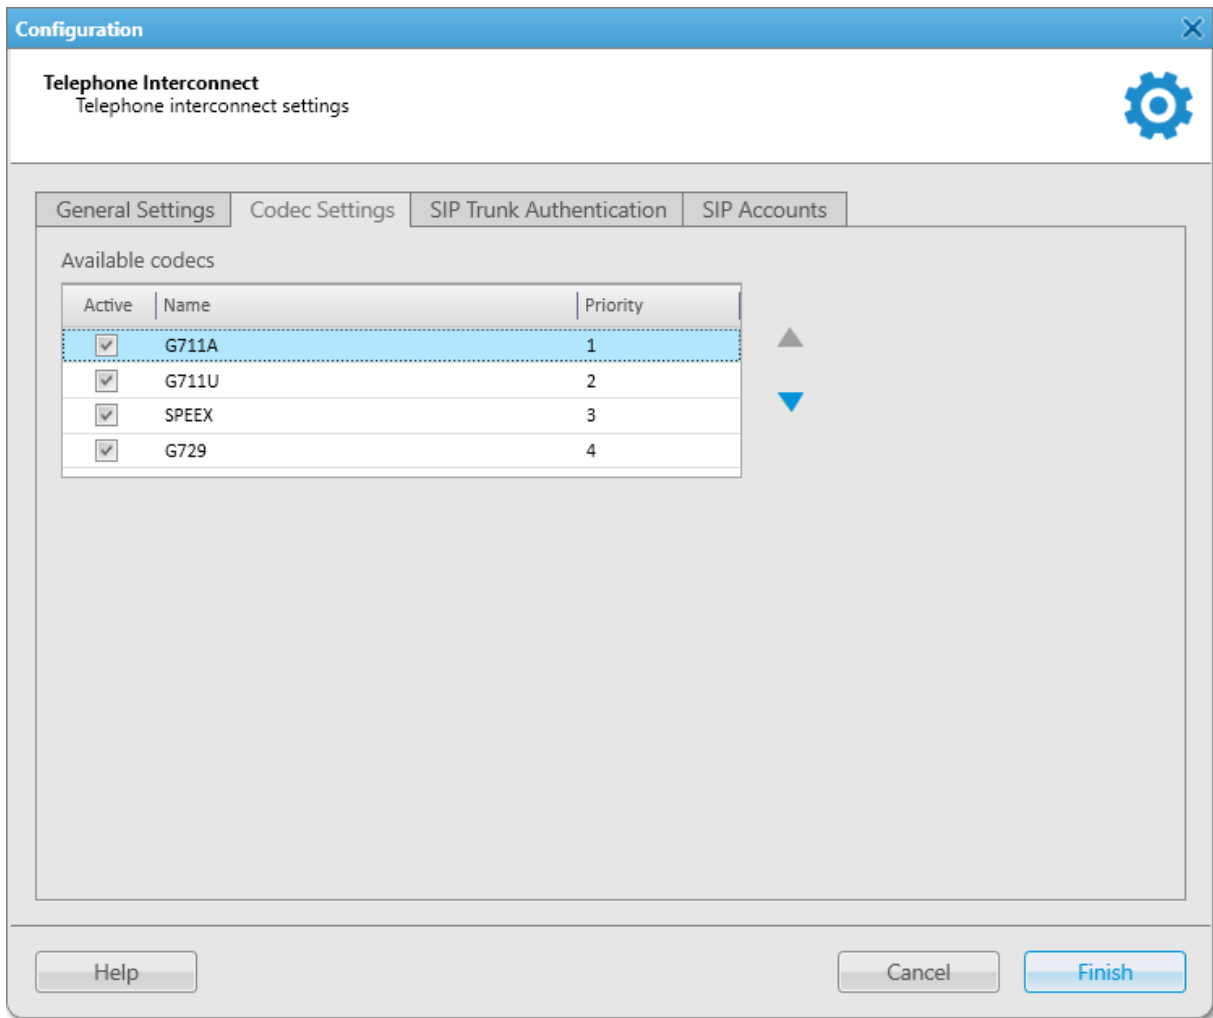 Configuration
Telephone Interconnect
Telephone interconnect settings
General Settings Codec Settings SIP Trunk Authentication SIP Accounts
Available codecs
Active Name Priority
G711A 1
G711U 2
SPEEX 3
G729 4
Help Cancel Finish